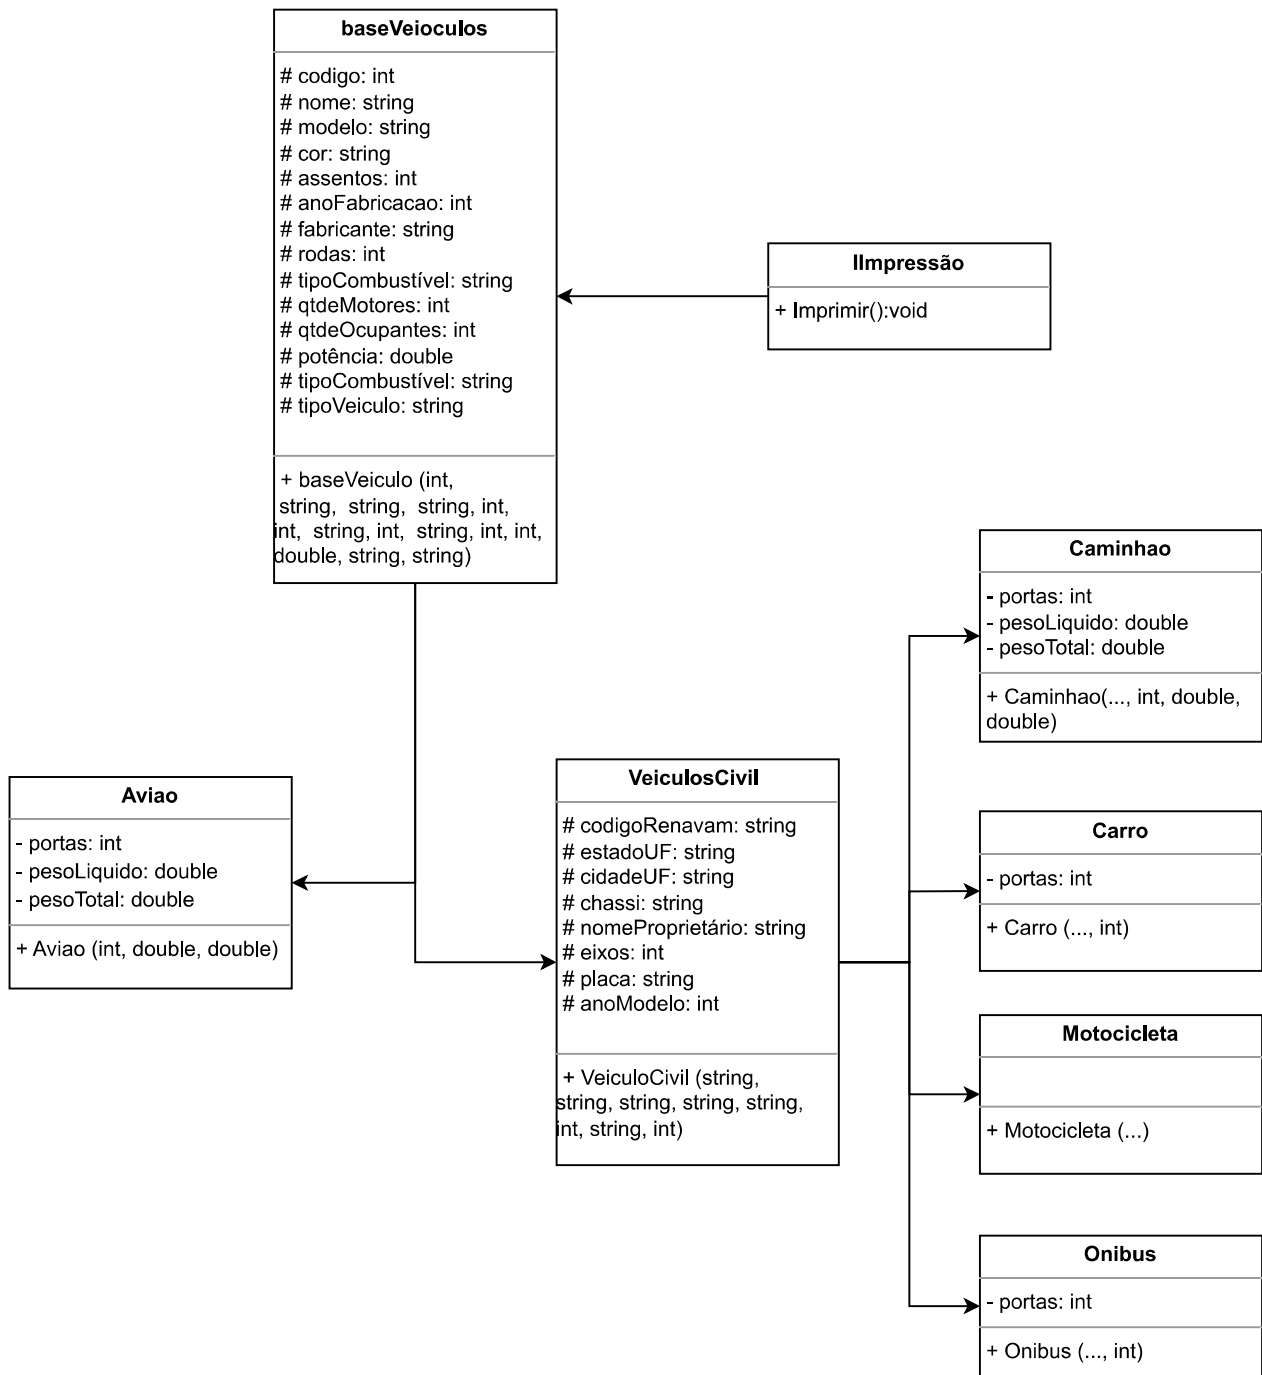 baseVeioculos
# codigo: int
# nome: string
# modelo: string
# cor: string
# assentos: int
# anoFabricacao: int
# fabricante: string
# rodas: int
# tipoCombustível: string
# qtdeMotores: int
# qtdeOcupantes: int
# potência: double
# tipoCombustível: string
# tipoVeiculo: string
+ baseVeiculo (int,
string, string, string, int,
int, string, int, string, int, int,
double, string, string)
IImpressão
+ Imprimir():void
Aviao
- portas: int
- pesoLiquido: double
- pesoTotal: double
+ Aviao (int, double, double)
VeiculosCivil
# codigoRenavam: string
# estadoUF: string
# cidadeUF: string
# chassi: string
# nomeProprietário: string
# eixos: int
# placa: string
# anoModelo: int
+ VeiculoCivil (string,
string, string, string, string,
int, string, int)
Caminhao
- portas: int
- pesoLiquido: double
- pesoTotal: double
+ Caminhao(..., int, double,
double)
Carro
- portas: int
+ Carro (..., int)
Motocicleta
+ Motocicleta (...)
Onibus
- portas: int
+ Onibus (..., int)